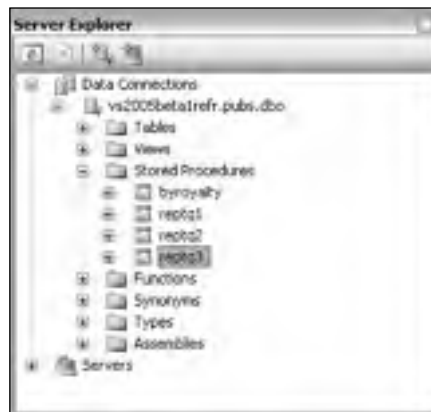 Server Explorer
Data Connections
vs2005beta1refr.pubs.dbo
Tables
Views
Stored Procedures
byroyalty
reptq1
reptq2
reptq3
Functions
Synonyms
Types
Assemblies
Servers